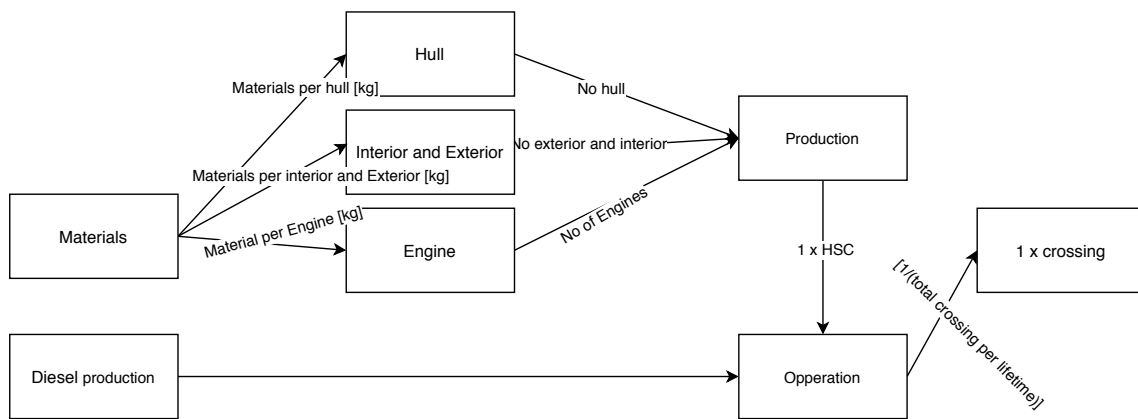 Hull
Materials per hull [kg]
No hull
Interior and Exterior
No exterior and interior
Production
Materials per interior and Exterior [kg]
Materials
Material per Engine [kg]
Engine
No of Engines
1 x HSC
1 x crossing
[1/(total crossing per lifetime)]
Diesel production
Opperation